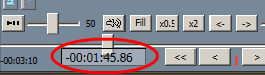 50 Fill x0.5 x2 <- ->
-00:03:10 -00:01:45.86 << < >